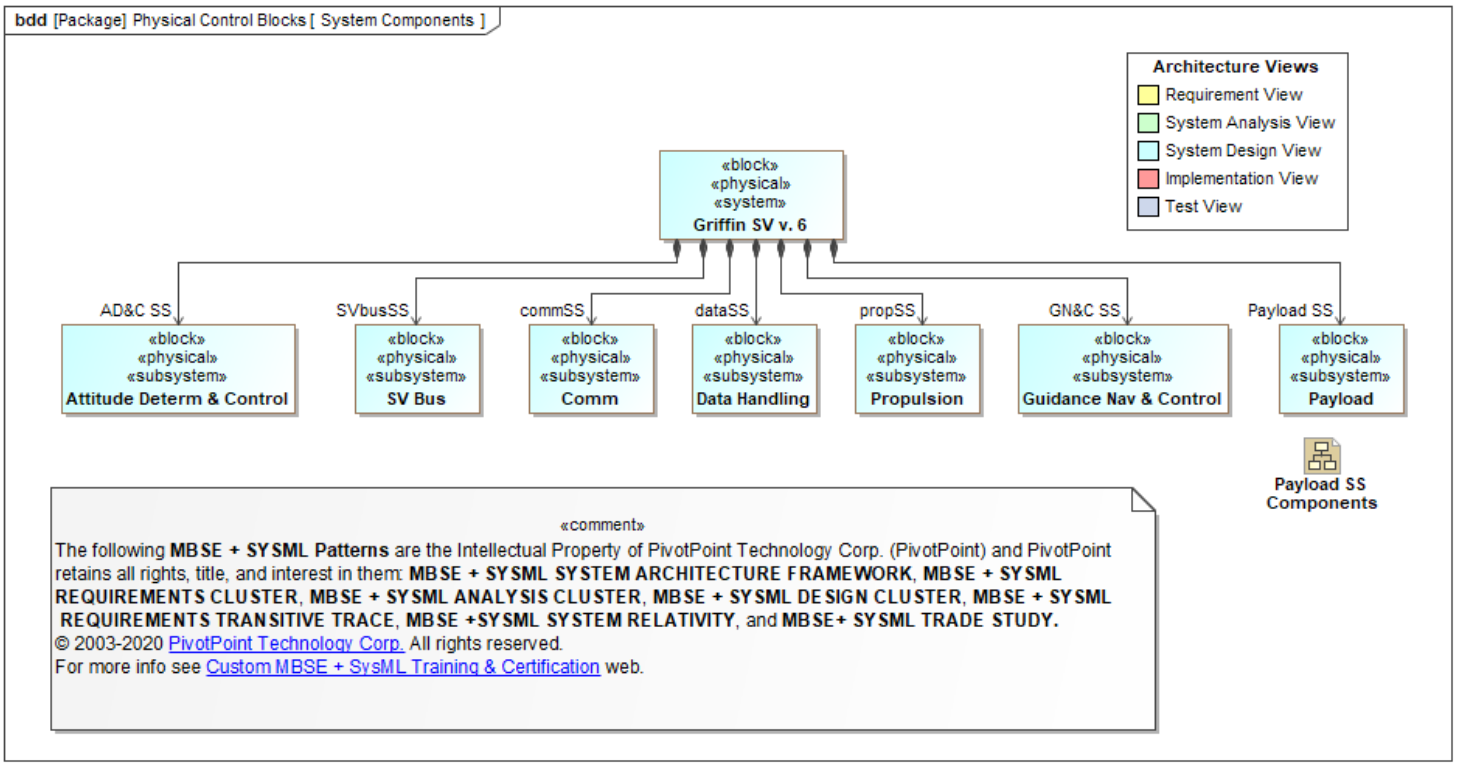 bdd [Package] Physical Control Blocks [ System Components ]
Architecture Views
Requirement View
System Analysis View
System Design View
Implementation View
Test View
«block»
«physical»
«system»
Griffin SV v. 6
AD&C SS
SVbusSS
commSS
dataSS
propSS
GN&C SS
Payload SS
«block»
«physical»
«subsystem»
Attitude Determ & Control
«block»
«physical»
«subsystem»
SV Bus
«block»
«physical»
«subsystem»
Comm
«block»
«physical»
«subsystem»
Data Handling
«block»
«physical»
«subsystem»
Propulsion
«block»
«physical»
«subsystem»
Guidance Nav & Control
«block»
«physical»
«subsystem»
Payload
Payload SS
Components
«comment»
The following MBSE + SYSML Patterns are the Intellectual Property of PivotPoint Technology Corp. (PivotPoint) and PivotPoint
retains all rights, title, and interest in them: MBSE + SYSML SYSTEM ARCHITECTURE FRAMEWORK, MBSE + SYSML
REQUIREMENTS CLUSTER, MBSE + SYSML ANALYSIS CLUSTER, MBSE + SYSML DESIGN CLUSTER, MBSE + SYSML
REQUIREMENTS TRANSITIVE TRACE, MBSE +SYSML SYSTEM RELATIVITY, and MBSE+ SYSML TRADE STUDY.
© 2003-2020 PivotPoint Technology Corp. All rights reserved.
For more info see Custom MBSE + SysML Training & Certification web.